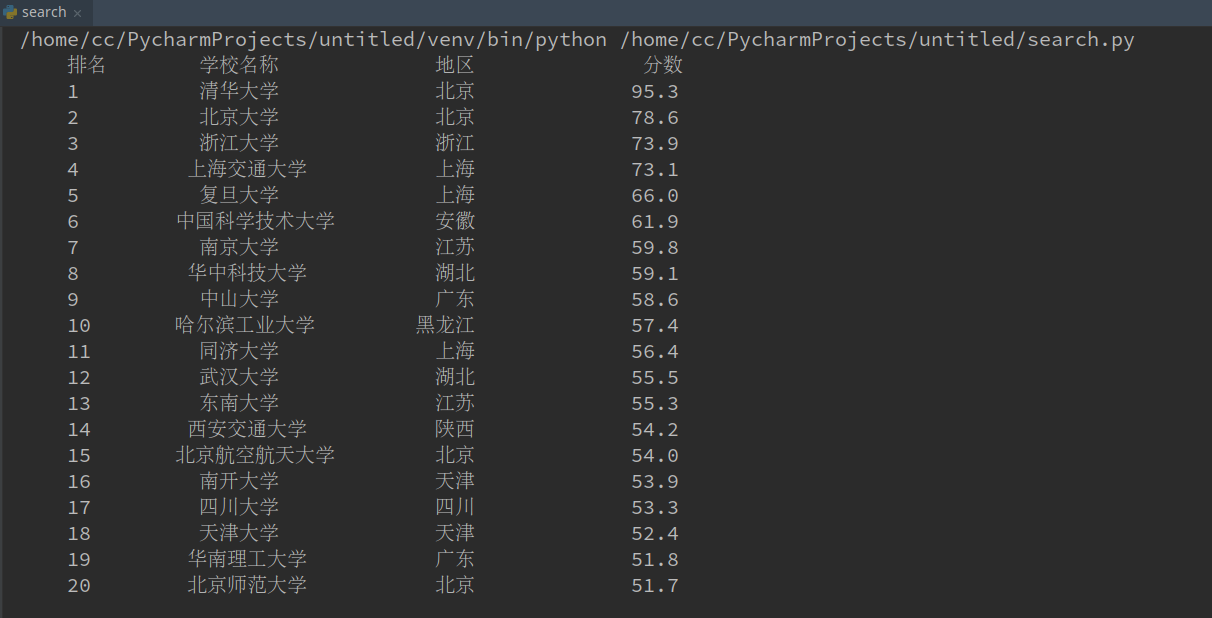 search ×
/home/cc/PycharmProjects/untitled/venv/bin/python /home/cc/PycharmProjects/untitled/search.py
排名 学校名称 地区 分数
1 清华大学 北京 95.3
2 北京大学 北京 78.6
3 浙江大学 浙江 73.9
4 上海交通大学 上海 73.1
5 复旦大学 上海 66.0
6 中国科学技术大学 安徽 61.9
7 南京大学 江苏 59.8
8 华中科技大学 湖北 59.1
9 中山大学 广东 58.6
10 哈尔滨工业大学 黑龙江 57.4
11 同济大学 上海 56.4
12 武汉大学 湖北 55.5
13 东南大学 江苏 55.3
14 西安交通大学 陕西 54.2
15 北京航空航天大学 北京 54.0
16 南开大学 天津 53.9
17 四川大学 四川 53.3
18 天津大学 天津 52.4
19 华南理工大学 广东 51.8
20 北京师范大学 北京 51.7